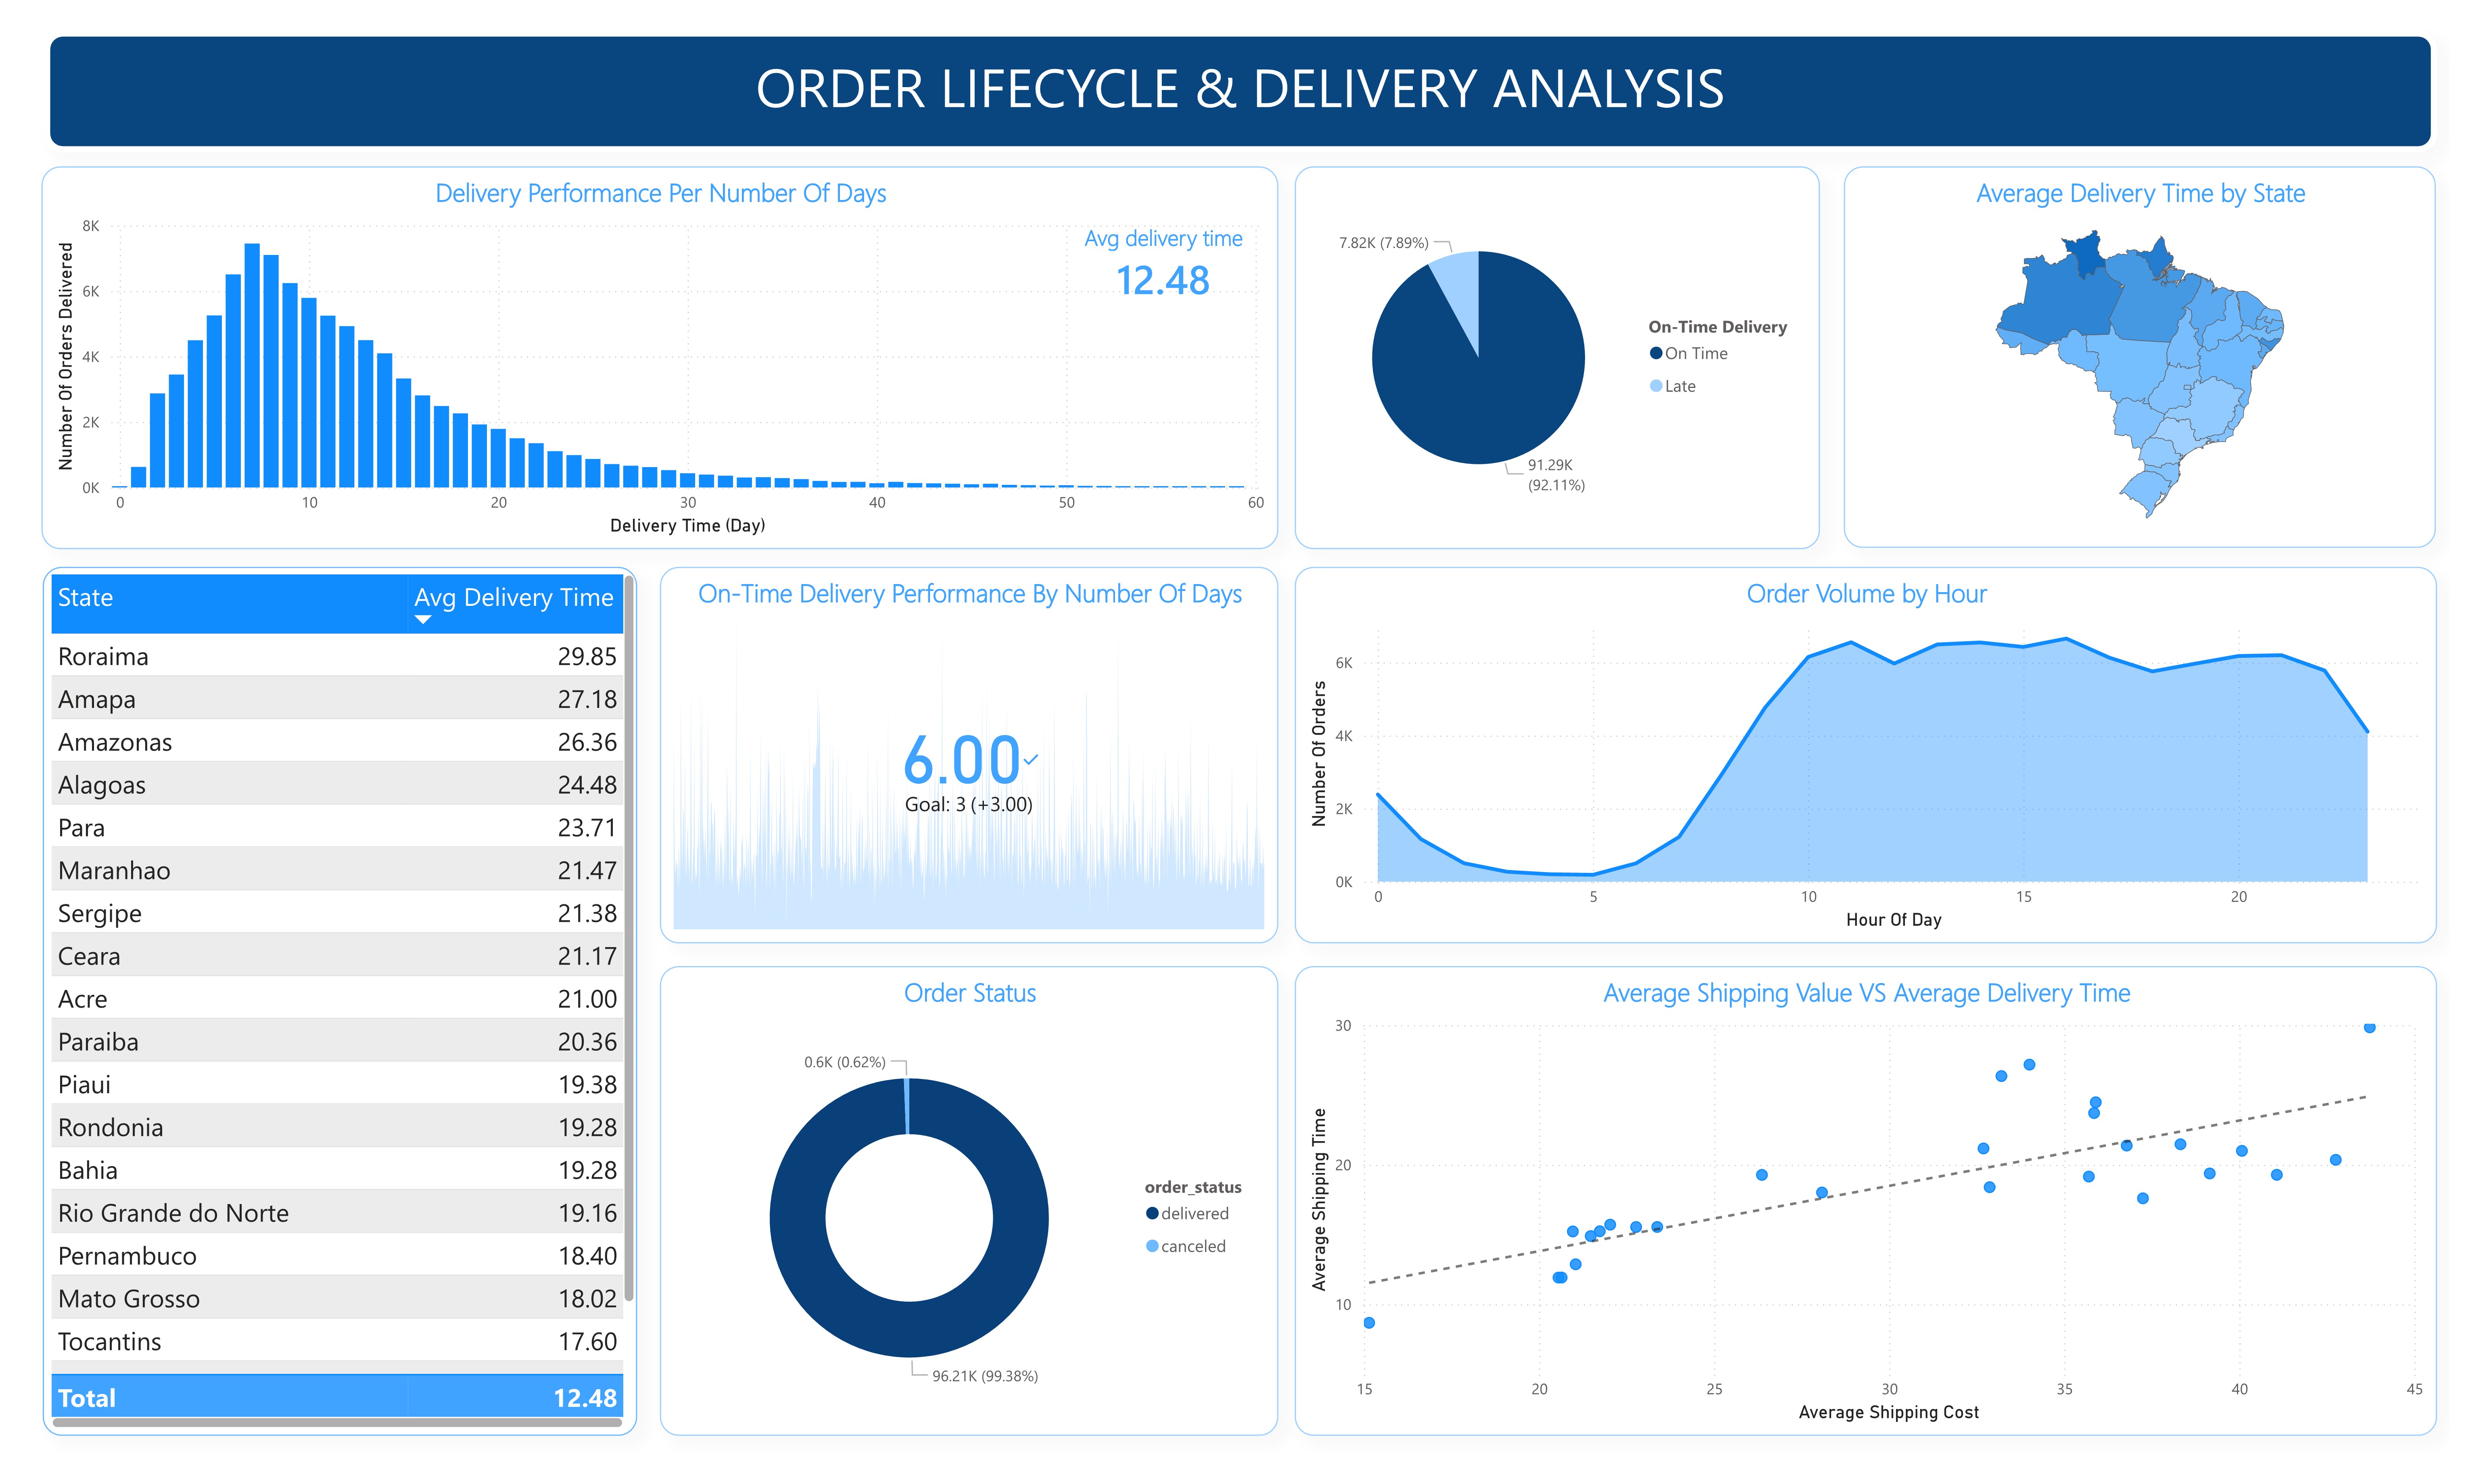 ORDER LIFECYCLE & DELIVERY ANALYSIS
Delivery Performance Per Number Of Days
Avg delivery time
12.48
Number Of Orders Delivered
8K
6K
4K
2K
0K
0 10 20 30 40 50 60
Delivery Time (Day)
7.82K (7.89%)
91.29K
(92.11%)
On-Time Delivery
On Time
Late
Average Delivery Time by State
State Avg Delivery Time
Roraima 29.85
Amapa 27.18
Amazonas 26.36
Alagoas 24.48
Para 23.71
Maranhao 21.47
Sergipe 21.38
Ceara 21.17
Acre 21.00
Paraiba 20.36
Piaui 19.38
Rondonia 19.28
Bahia 19.28
Rio Grande do Norte 19.16
Pernambuco 18.40
Mato Grosso 18.02
Tocantins 17.60
Total 12.48
On-Time Delivery Performance By Number Of Days
6.00
Goal: 3 (+3.00)
Order Volume by Hour
Number Of Orders
6K
4K
2K
0K
0 5 10 15 20
Hour Of Day
Order Status
0.6K (0.62%)
96.21K (99.38%)
order_status
delivered
canceled
Average Shipping Value VS Average Delivery Time
Average Shipping Time
30
20
10
15 20 25 30 35 40 45
Average Shipping Cost